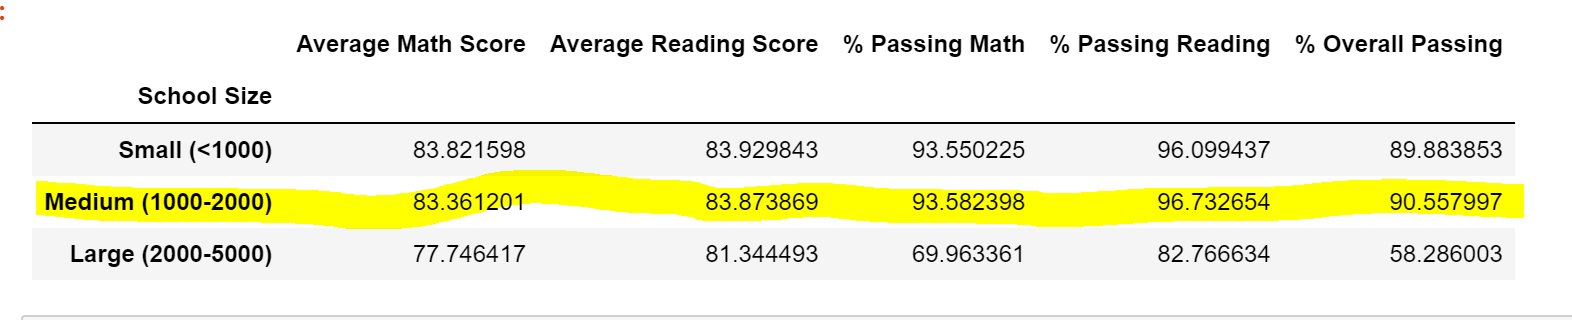 :
Average Math Score Average Reading Score % Passing Math % Passing Reading % Overall Passing
School Size
Small (<1000) 83.821598 83.929843 93.550225 96.099437 89.883853
Medium (1000-2000) 83.361201 83.873869 93.582398 96.732654 90.557997
Large (2000-5000) 77.746417 81.344493 69.963361 82.766634 58.286003